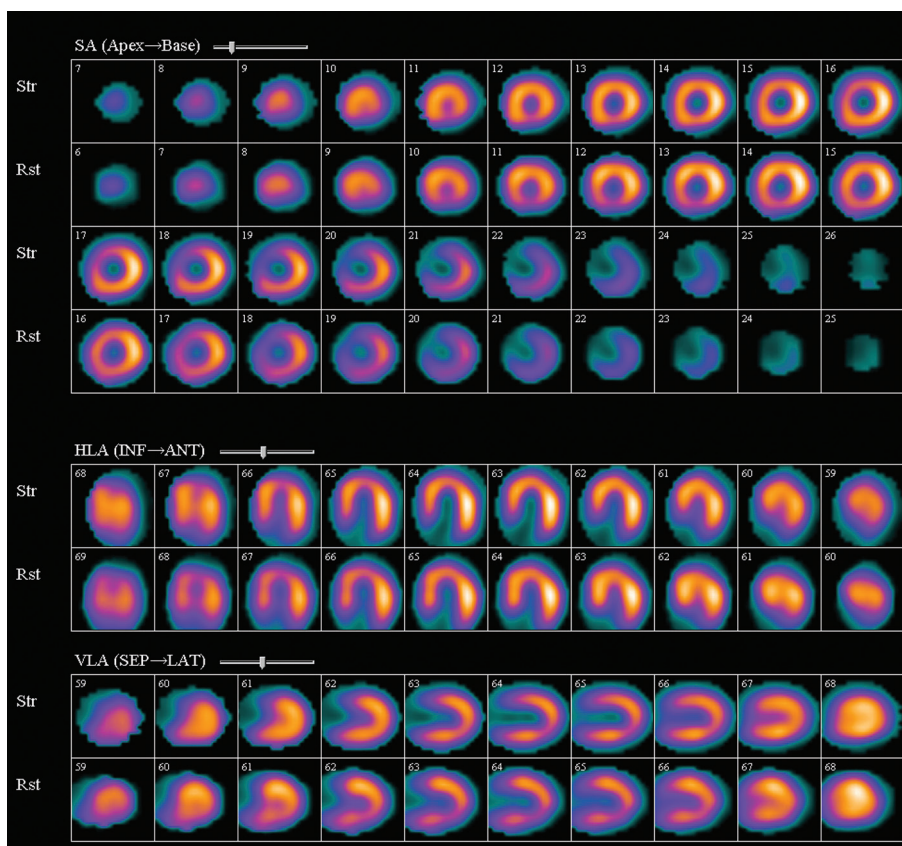 SA (Apex→Base)
Str 7 8 9 10 11 12 13 14 15 16
Rst 6 7 8 9 10 11 12 13 14 15
Str 17 18 19 20 21 22 23 24 25 26
Rst 16 17 18 19 20 21 22 23 24 25
HLA (INF→ANT)
Str 68 67 66 65 64 63 62 61 60 59
Rst 69 68 67 66 65 64 63 62 61 60
VLA (SEP→LAT)
Str 59 60 61 62 63 64 65 66 67 68
Rst 59 60 61 62 63 64 65 66 67 68